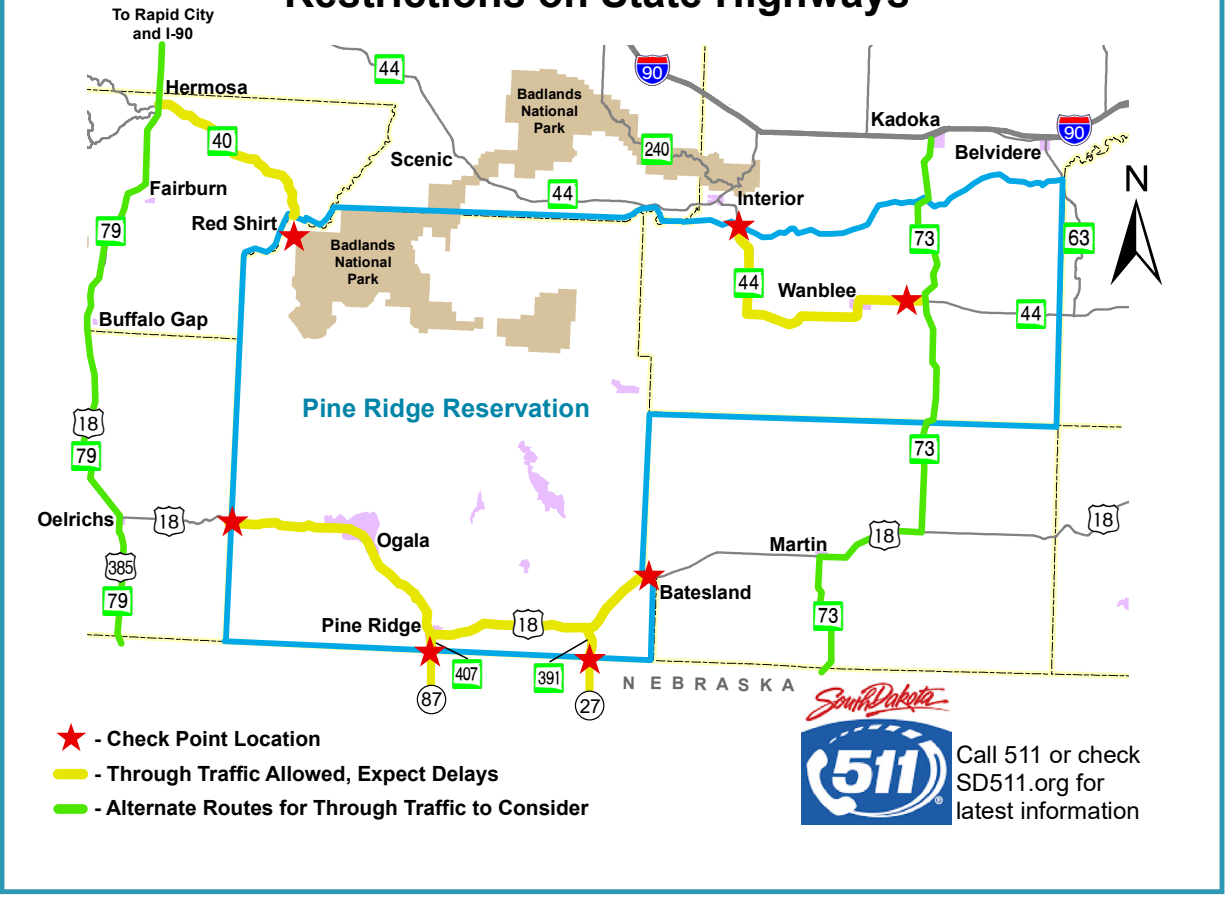 Restrictions on State Highways
To Rapid City
and I-90
Hermosa
44
90
Badlands
National
Park
Kadoka
90
40
240
Belvidere
Scenic
N
Fairburn
44
Interior
79
Red Shirt
Badlands
National
Park
73
63
44
Wanblee
Buffalo Gap
44
Pine Ridge Reservation
18
79
73
Oelrichs
18
Ogala
18
18
Martin
385
79
Batesland
Pine Ridge
18
73
407
391
NEBRASKA
87
27
South Dakota
511
®
- Check Point Location
- Through Traffic Allowed, Expect Delays
- Alternate Routes for Through Traffic to Consider
Call 511 or check
SD511.org for
latest information